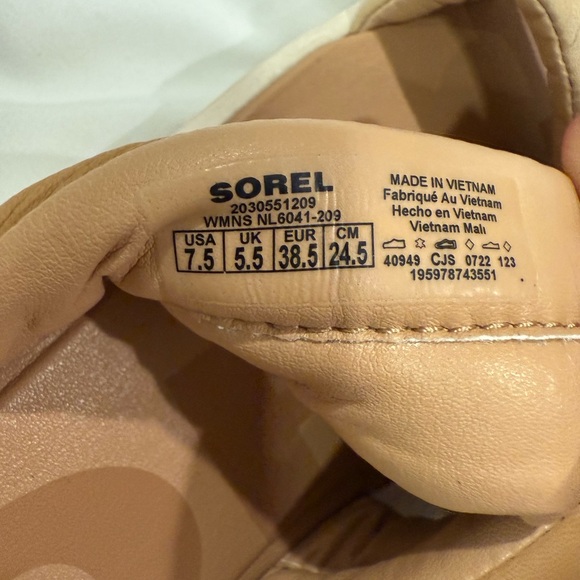 SOREL
2030551209
WMNS NL6041-209
USA UK EUR CM
7.5 5.5 38.5 24.5
MADE IN VIETNAM
Fabriqué Au Vietnam
Hecho en Vietnam
Vietnam Malı
40949 CJS 0722 123
195978743551